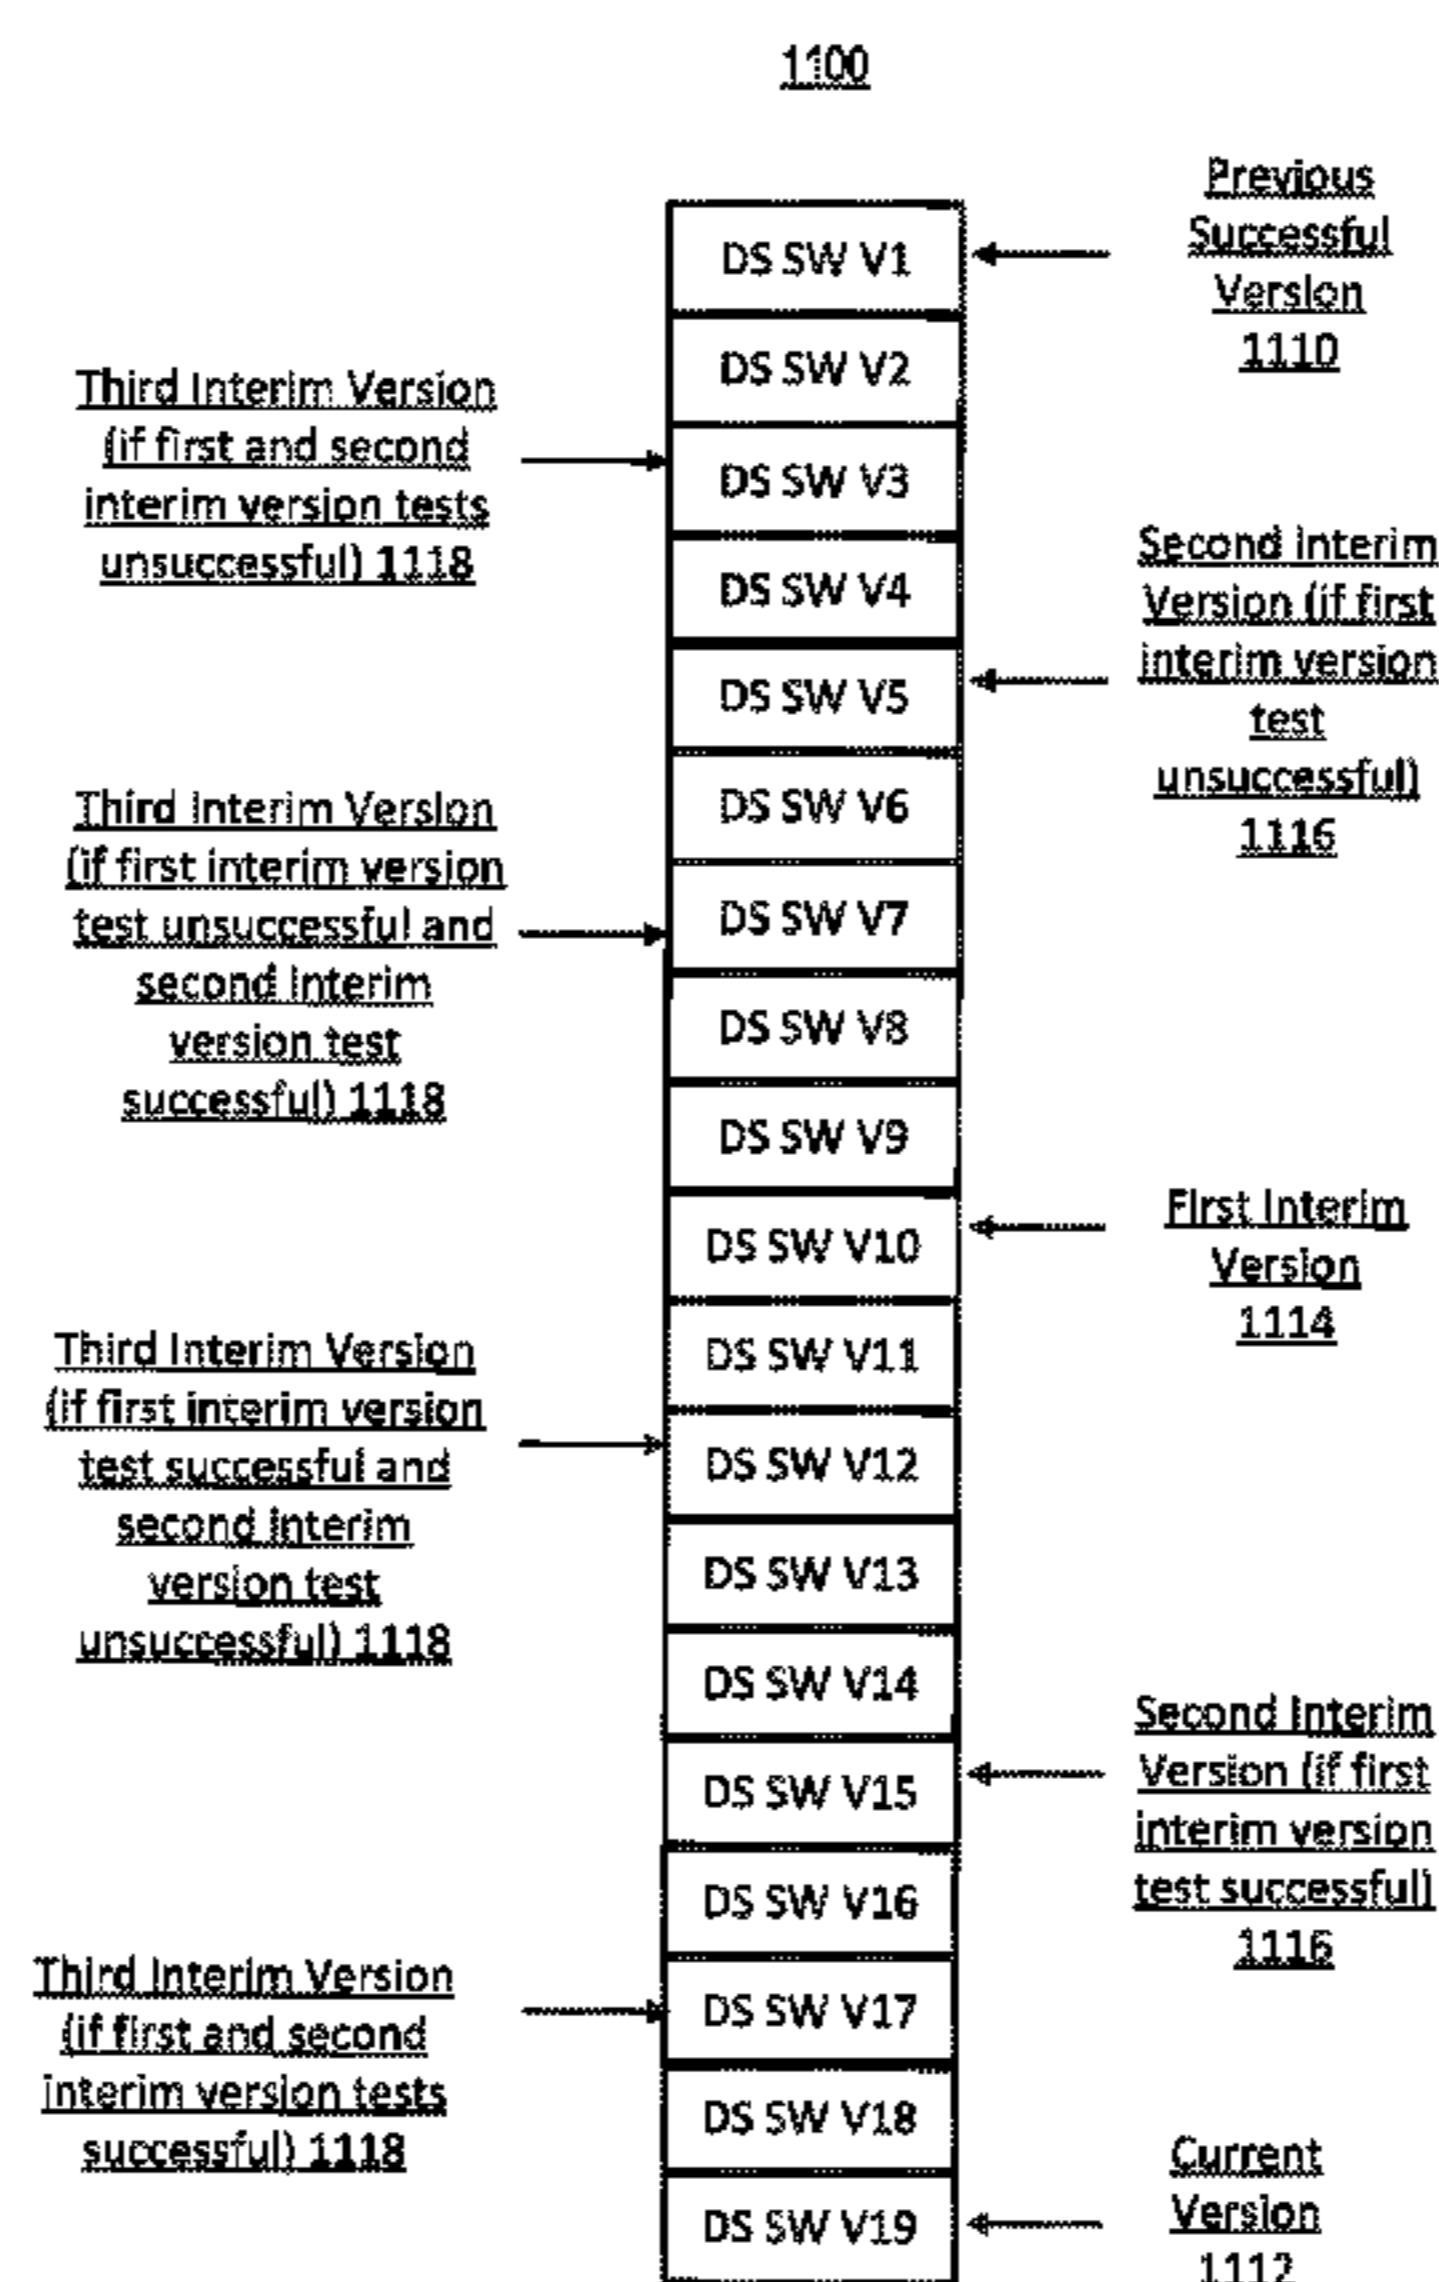 1100
Previous
Successful
Version
1110
DS SW V1
DS SW V2
Third Interim Version
(if first and second
interim version tests
unsuccessful) 1118
DS SW V3
DS SW V4
Second Interim
Version (if first
interim version
test
unsuccessful)
1116
DS SW V5
DS SW V6
Third Interim Version
(if first interim version
test unsuccessful and
second interim
version test
successful) 1118
DS SW V7
DS SW V8
DS SW V9
First Interim
Version
1114
DS SW V10
DS SW V11
Third Interim Version
(if first interim version
test successful and
second interim
version test
unsuccessful) 1118
DS SW V12
DS SW V13
DS SW V14
Second Interim
Version (if first
interim version
test successful)
1116
DS SW V15
DS SW V16
Third Interim Version
(if first and second
interim version tests
successful) 1118
DS SW V17
DS SW V18
Current
Version
1112
DS SW V19